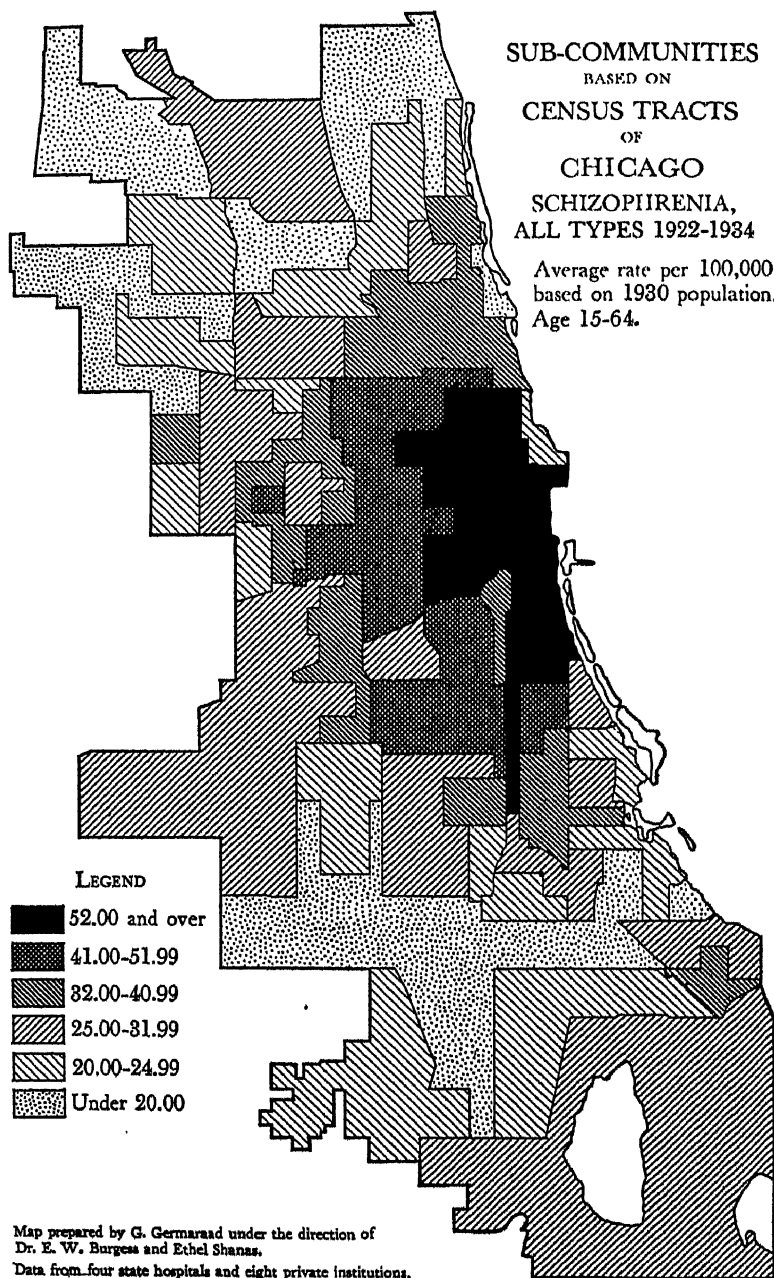 SUB-COMMUNITIES
BASED ON
CENSUS TRACTS
OF
CHICAGO
SCHIZOPHRENIA,
ALL TYPES 1922-1934
Average rate per 100,000
based on 1930 population.
Age 15-64.
LEGEND
52.00 and over
41.00-51.99
32.00-40.99
25.00-31.99
20.00-24.99
Under 20.00
Map prepared by G. Germaraad under the direction of
Dr. E. W. Burgess and Ethel Shanas.
Data from four state hospitals and eight private institutions.